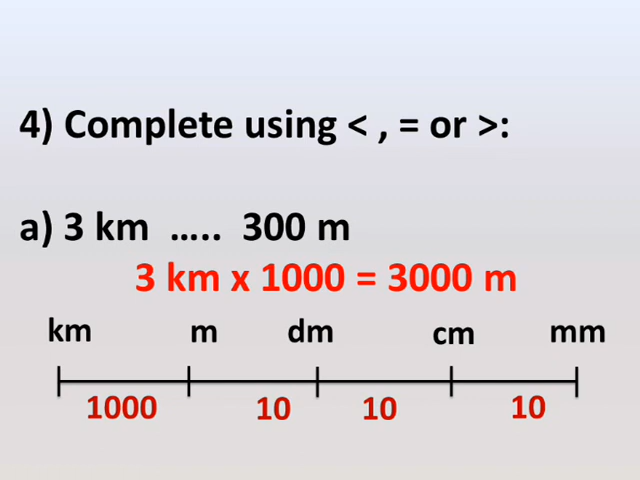 4) Complete using < , = or >:
a) 3 km ..... 300 m
3 km x 1000 = 3000 m
km m dm cm mm
1000 10 10 10